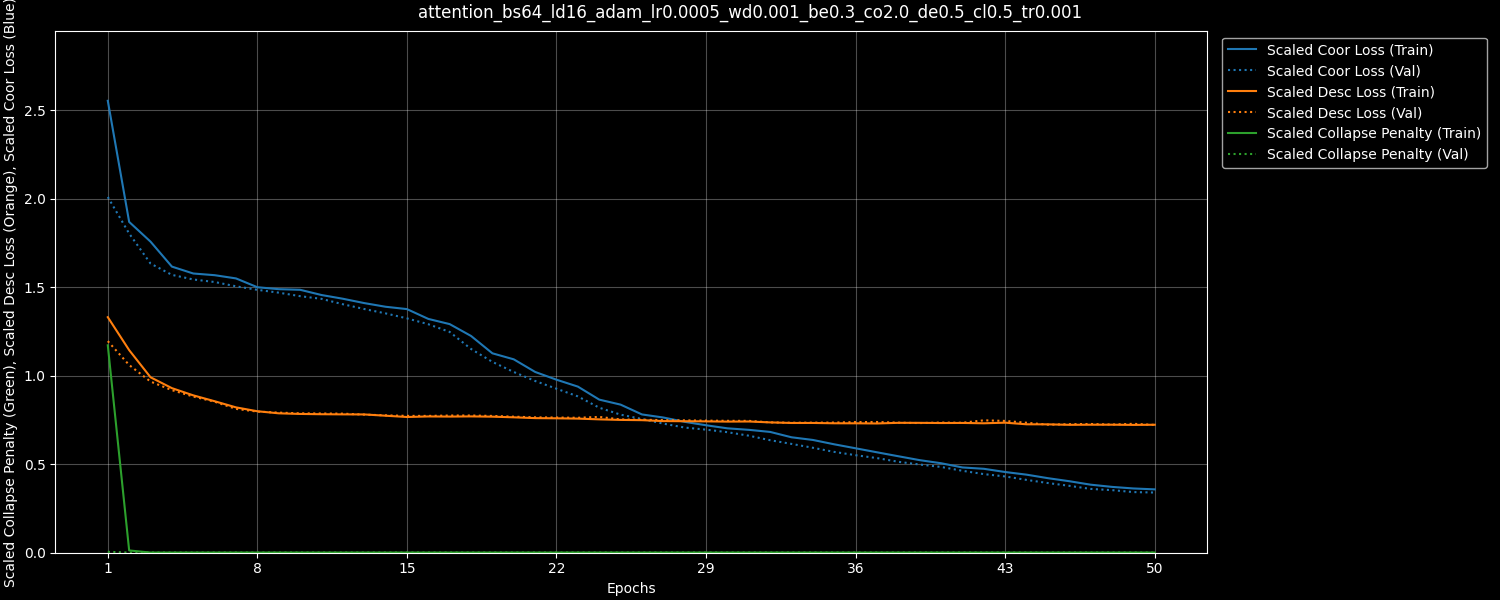 attention_bs64_ld16_adam_lr0.0005_wd0.001_be0.3_co2.0_de0.5_cl0.5_tr0.001
Scaled Collapse Penalty (Green), Scaled Desc Loss (Orange), Scaled Coor Loss (Blue)
2.5
2.0
1.5
1.0
0.5
0.0
1 8 15 22 29 36 43 50
Epochs
Scaled Coor Loss (Train)
Scaled Coor Loss (Val)
Scaled Desc Loss (Train)
Scaled Desc Loss (Val)
Scaled Collapse Penalty (Train)
Scaled Collapse Penalty (Val)